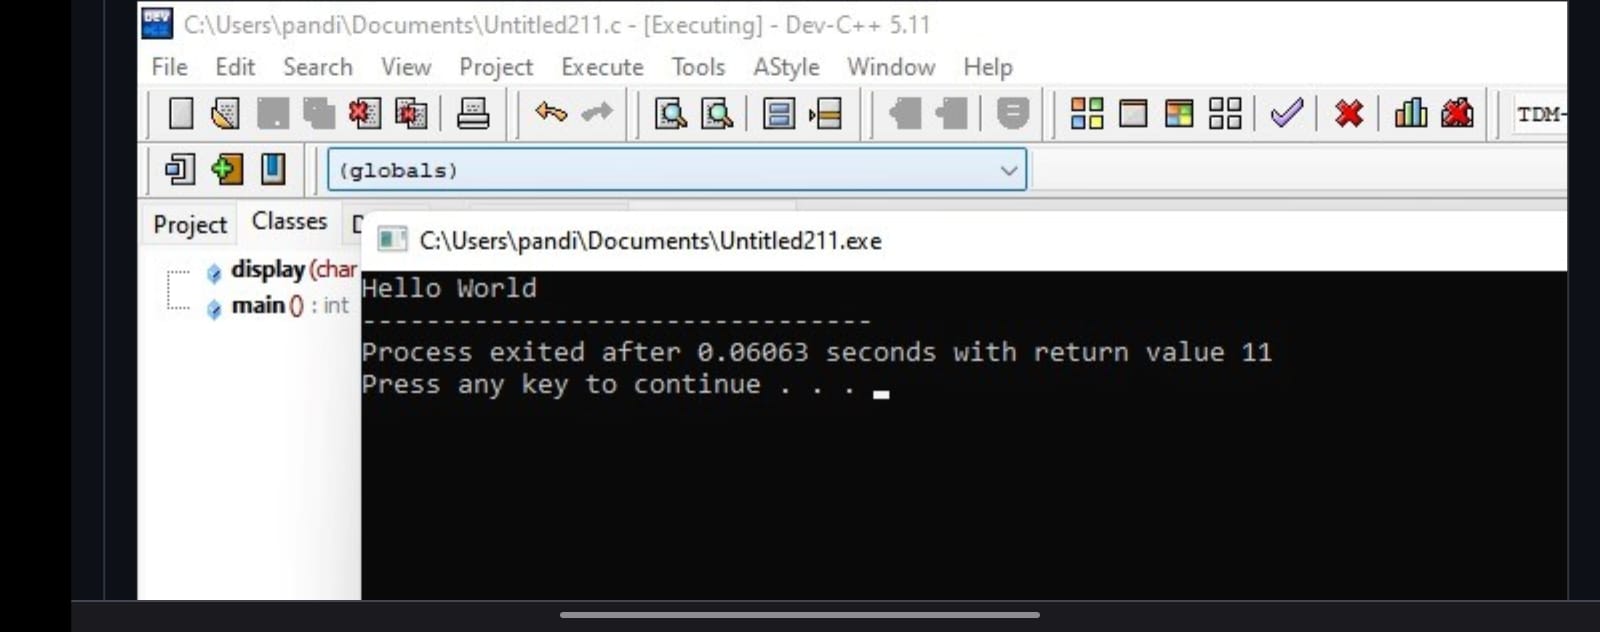 C:\Users\pandi\Documents\Untitled211.c - [Executing] - Dev-C++ 5.11
File Edit Search View Project Execute Tools AStyle Window Help
TDM-
(globals)
Project Classes D
C:\Users\pandi\Documents\Untitled211.exe
display (char
main () : int
Hello World
--------------------------------
Process exited after 0.06063 seconds with return value 11
Press any key to continue . . .